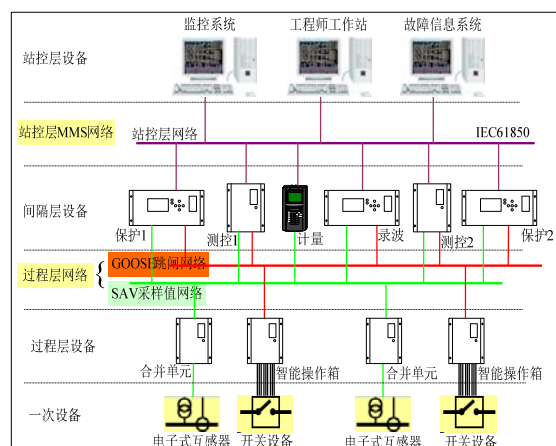 监控系统 工程师工作站 故障信息系统
站控层设备
站控层MMS网络 站控层网络 IEC61850
间隔层设备
保护1 测控1 计量 录波 测控2 保护2
过程层网络
GOOSE跳闸网络
SAV采样值网络
过程层设备
合并单元 智能操作箱 合并单元 智能操作箱
一次设备
电子式互感器 开关设备 电子式互感器 开关设备